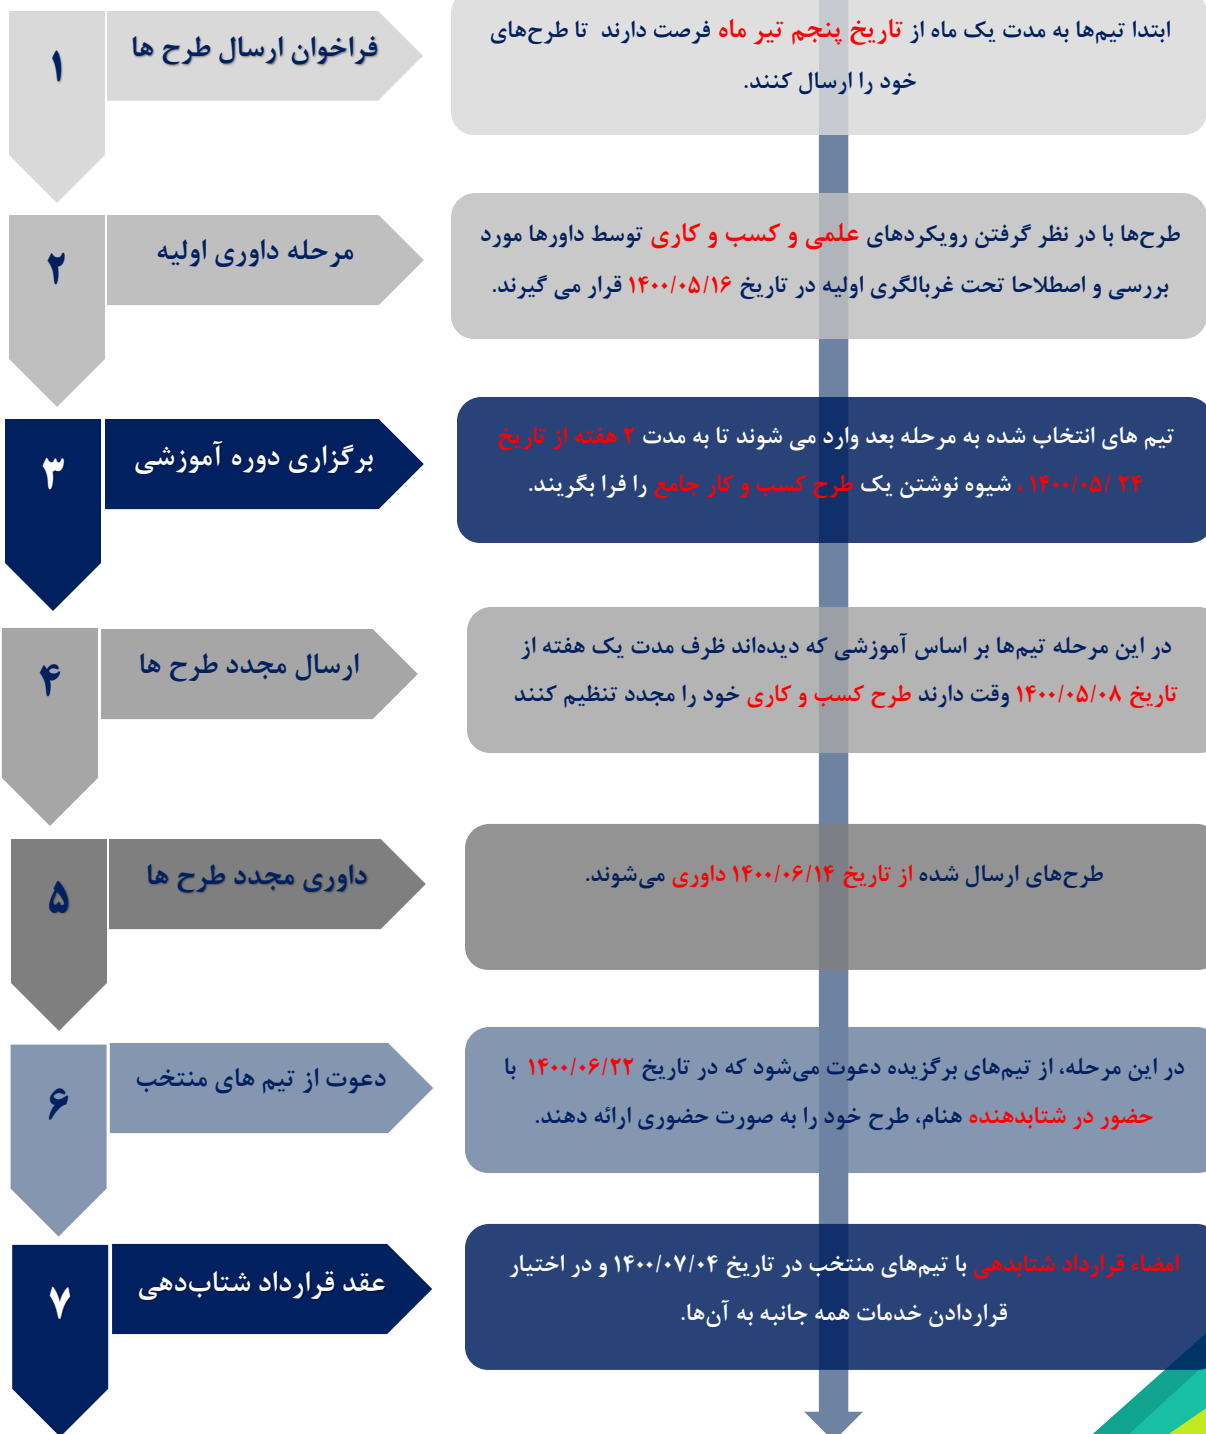 ۱
فراخوان ارسال طرح ها
ابتدا تیم‌ها به مدت یک ماه از تاریخ پنجم تیر ماه فرصت دارند تا طرح‌های
خود را ارسال کنند.
۲
مرحله داوری اولیه
طرح‌ها با در نظر گرفتن رویکردهای علمی و کسب و کاری توسط داورها مورد
بررسی و اصطلاحا تحت غربالگری اولیه در تاریخ ۱۴۰۰/۰۵/۱۶ قرار می گیرند.
۳
برگزاری دوره آموزشی
تیم های انتخاب شده به مرحله بعد وارد می شوند تا به مدت ۲ هفته از تاریخ
۲۴ /۱۴۰۰/۰۵ . شیوه نوشتن یک طرح کسب و کار جامع را فرا بگریند.
۴
ارسال مجدد طرح ها
در این مرحله تیم‌ها بر اساس آموزشی که دیده‌اند ظرف مدت یک هفته از
تاریخ ۱۴۰۰/۰۵/۰۸ وقت دارند طرح کسب و کاری خود را مجدد تنظیم کنند
۵
داوری مجدد طرح ها
طرح‌های ارسال شده از تاریخ ۱۴۰۰/۰۶/۱۴ داوری می‌شوند.
۶
دعوت از تیم های منتخب
در این مرحله، از تیم‌های برگزیده دعوت می‌شود که در تاریخ ۱۴۰۰/۰۶/۲۲ با
حضور در شتابدهنده هنام، طرح خود را به صورت حضوری ارائه دهند.
۷
عقد قرارداد شتاب‌دهی
امضاء قرارداد شتابدهی با تیم‌های منتخب در تاریخ ۱۴۰۰/۰۷/۰۴ و در اختیار
قراردادن خدمات همه جانبه به آن‌ها.